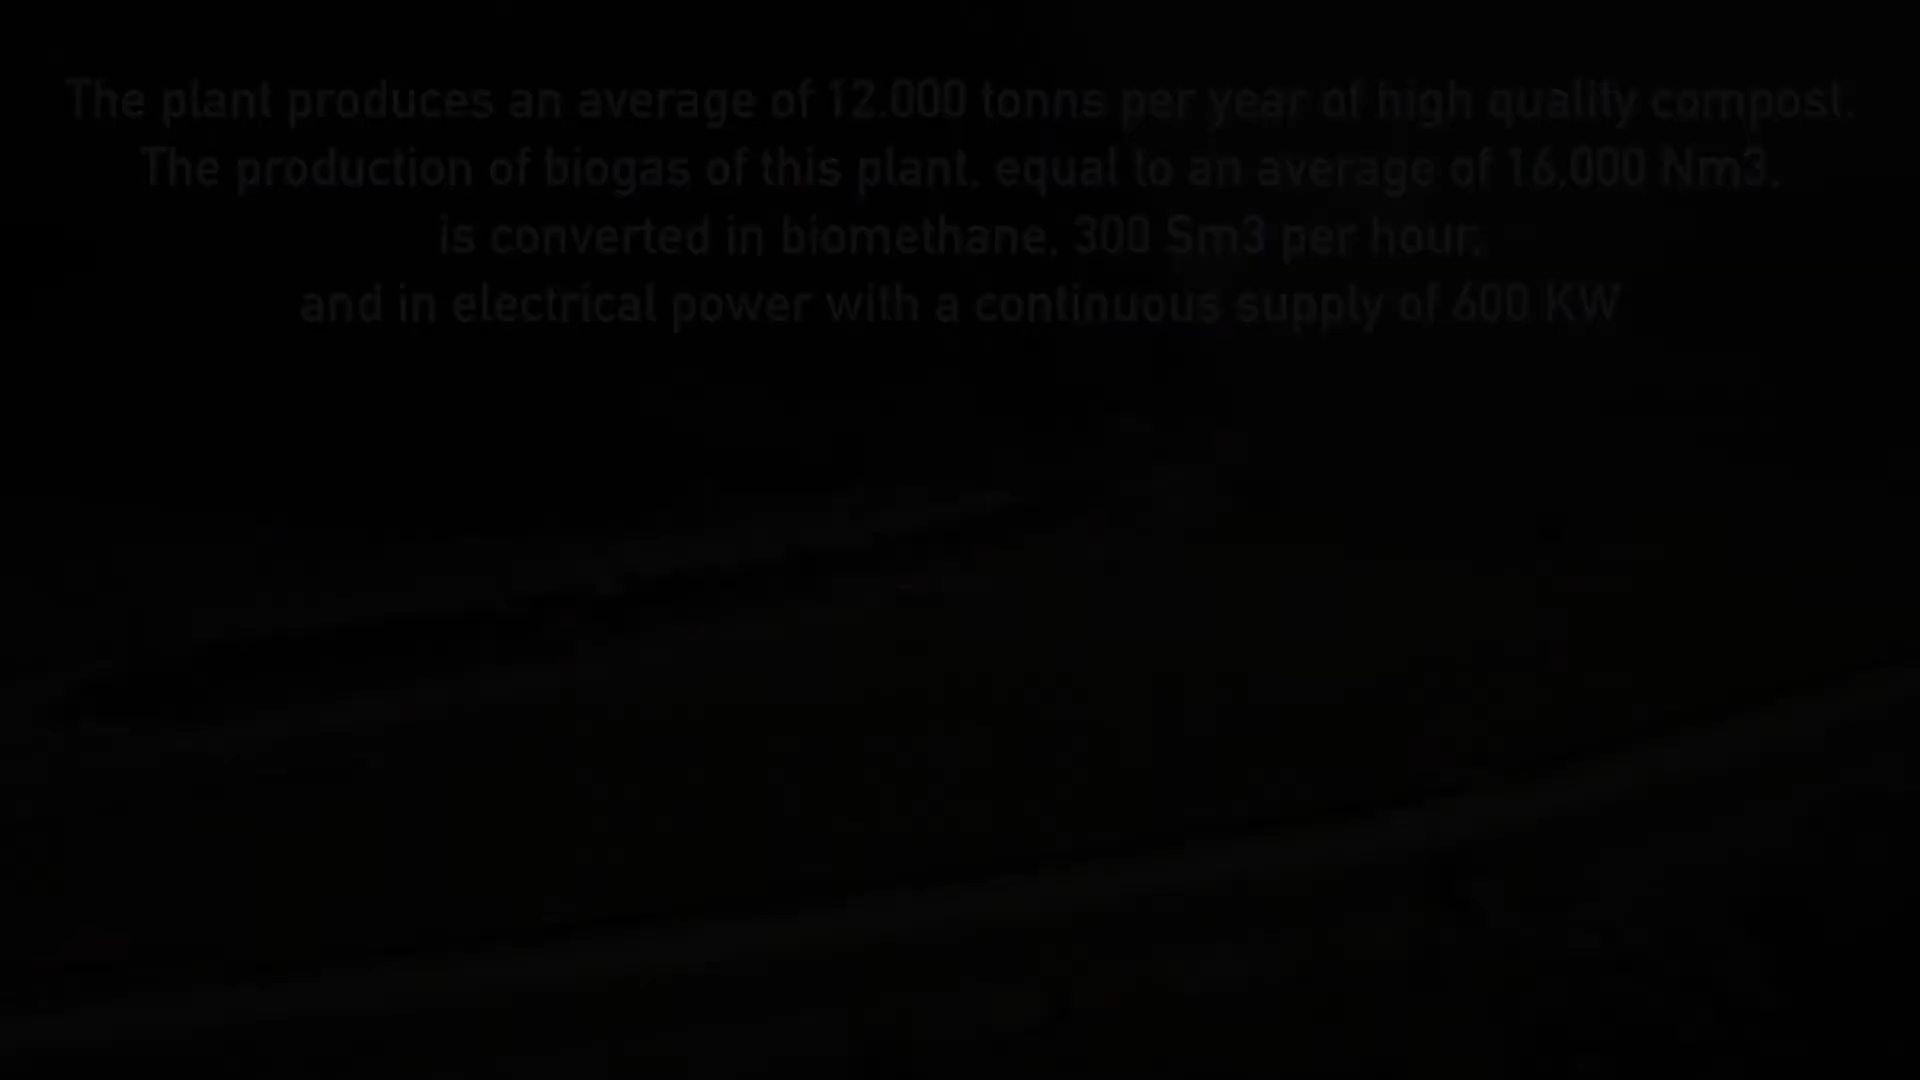 The plant produces an average of 12.000 tonns per year of high quality compost.
The production of biogas of this plant, equal to an average of 16.000 Nm3,
is converted in biomethane, 300 Sm3 per hour,
and in electrical power with a continuous supply of 600 KW